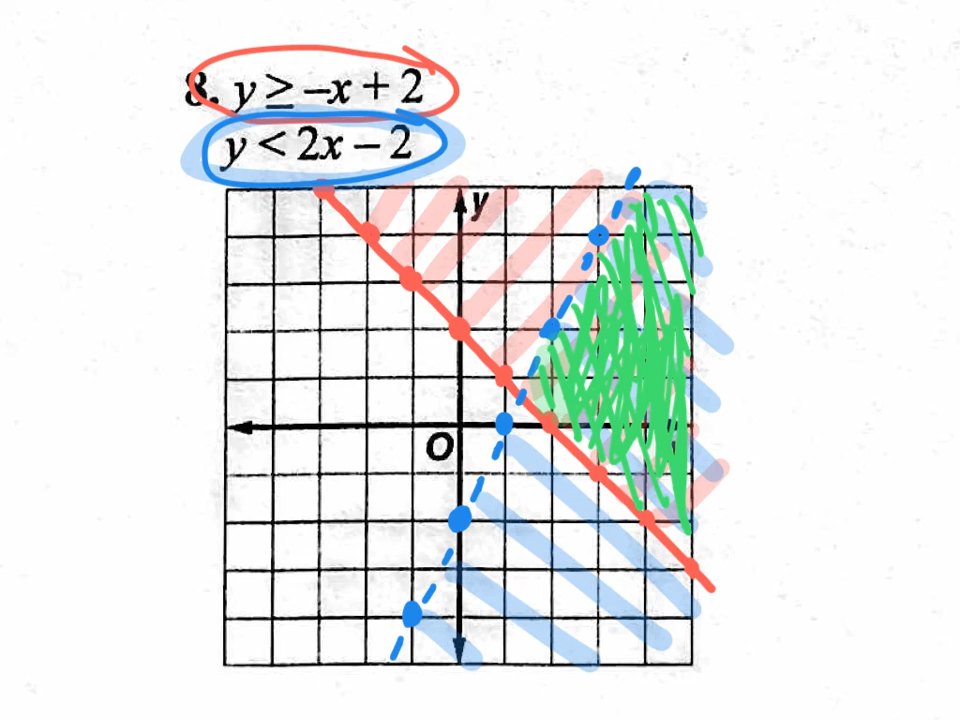 8. y ≥ –x + 2
y < 2x – 2
y
O